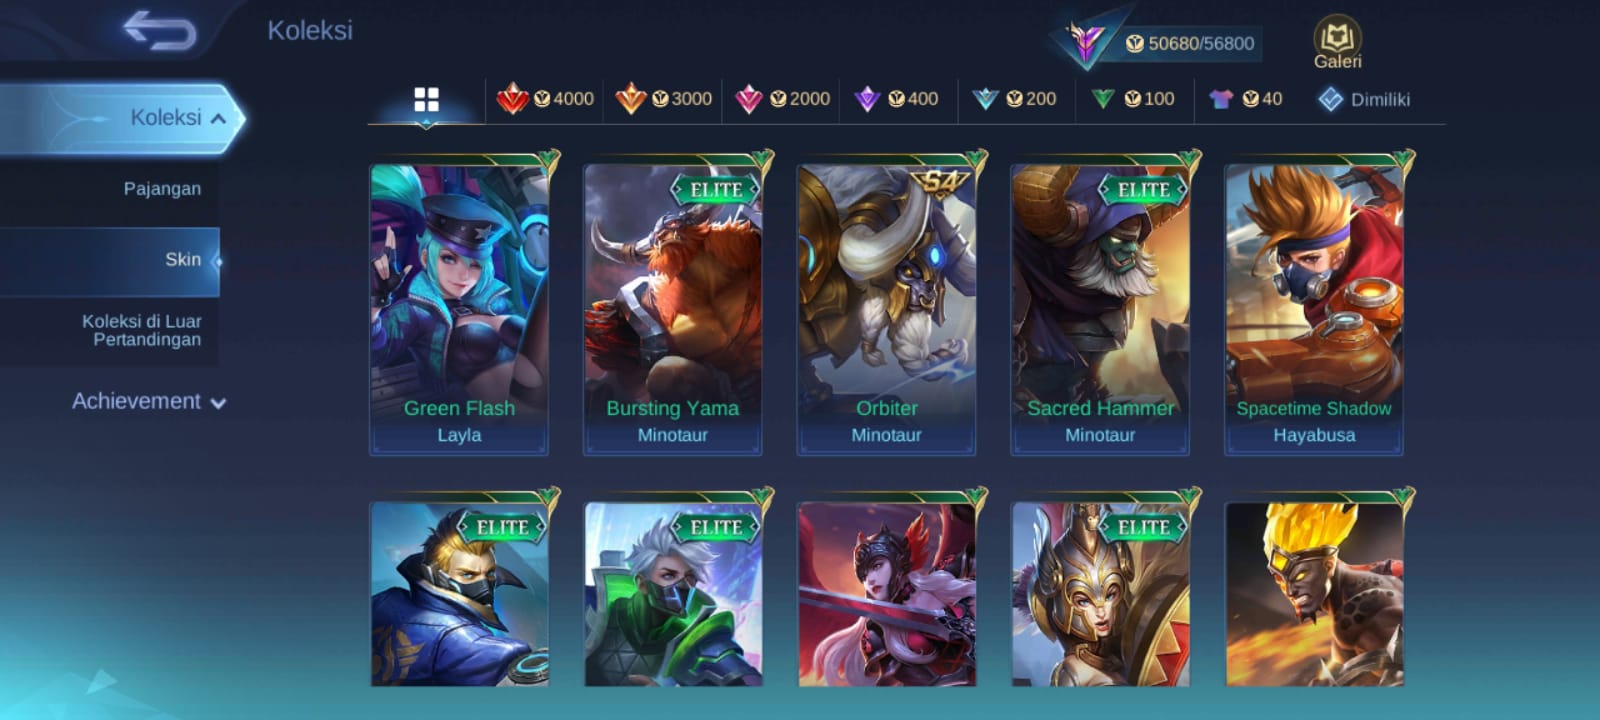 Koleksi
50680/56800
Galeri
4000
3000
2000
400
200
100
40
Dimiliki
Koleksi
Pajangan
Skin
Koleksi di Luar
Pertandingan
Achievement
ELITE
S4
ELITE
Green Flash
Layla
Bursting Yama
Minotaur
Orbiter
Minotaur
Sacred Hammer
Minotaur
Spacetime Shadow
Hayabusa
ELITE
ELITE
ELITE